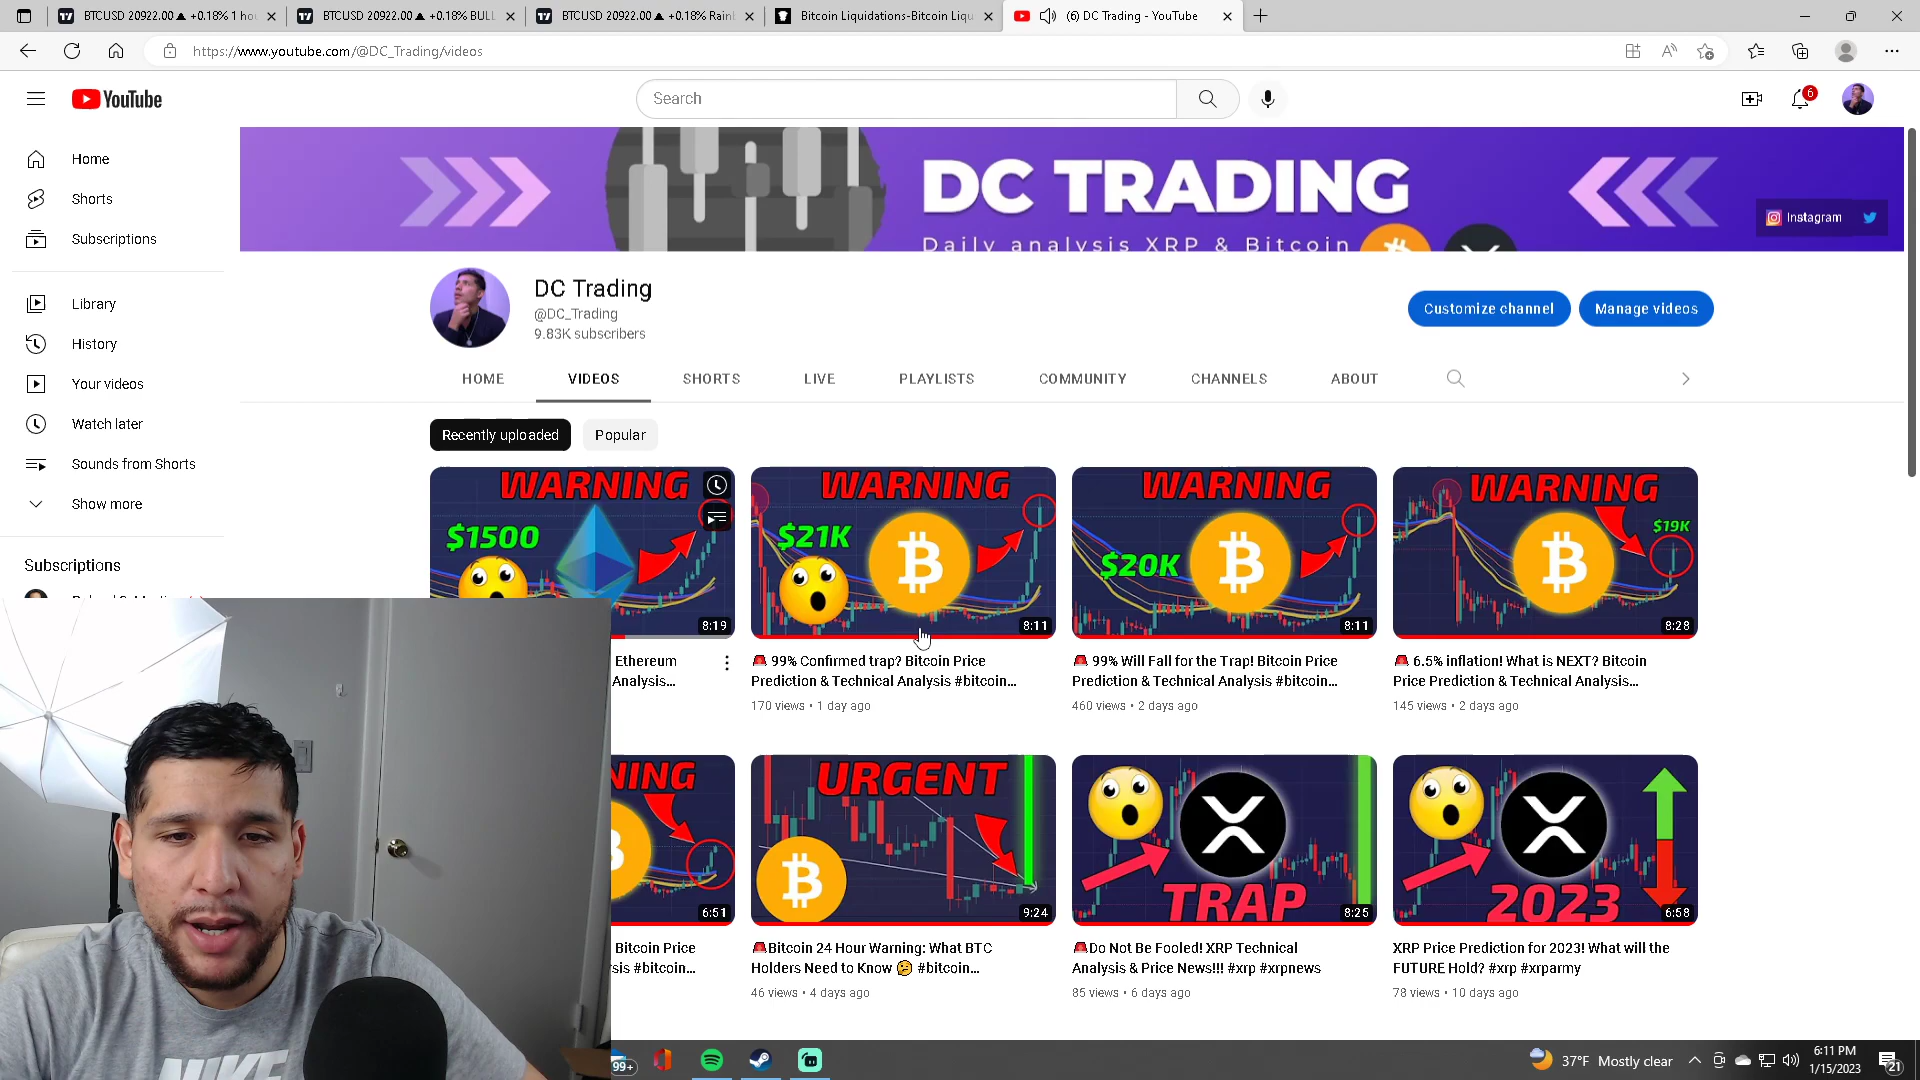 BTCUSD 20922.00 ▲ +0.18% 1 hou
BTCUSD 20922.00 ▲ +0.18% BULL
BTCUSD 20922.00 ▲ +0.18% Rain
Bitcoin Liquidations-Bitcoin Liqu
(6) DC Trading - YouTube
https://www.youtube.com/@DC_Trading/videos
YouTube
Search
6
Home
Shorts
Subscriptions
Library
History
Your videos
Watch later
Sounds from Shorts
Show more
Subscriptions
DC TRADING
Daily analysis XRP & Bitcoin
Instagram
DC Trading
@DC_Trading
9.83K subscribers
Customize channel
Manage videos
HOME
VIDEOS
SHORTS
LIVE
PLAYLISTS
COMMUNITY
CHANNELS
ABOUT
Recently uploaded
Popular
WARNING
$1500
8:19
Ethereum
Analysis...
WARNING
$21K
8:11
🚨 99% Confirmed trap? Bitcoin Price
Prediction & Technical Analysis #bitcoin...
170 views • 1 day ago
WARNING
$20K
8:11
🚨 99% Will Fall for the Trap! Bitcoin Price
Prediction & Technical Analysis #bitcoin...
460 views • 2 days ago
WARNING
$19K
8:28
🚨 6.5% inflation! What is NEXT? Bitcoin
Price Prediction & Technical Analysis...
145 views • 2 days ago
NING
6:51
Bitcoin Price
sis #bitcoin...
URGENT
9:24
🚨Bitcoin 24 Hour Warning: What BTC
Holders Need to Know 🤔 #bitcoin...
46 views • 4 days ago
TRAP
8:25
🚨Do Not Be Fooled! XRP Technical
Analysis & Price News!!! #xrp #xrpnews
85 views • 6 days ago
2023
6:58
XRP Price Prediction for 2023! What will the
FUTURE Hold? #xrp #xrparmy
78 views • 10 days ago
NIKE
99+
37°F Mostly clear
6:11 PM
1/15/2023
21